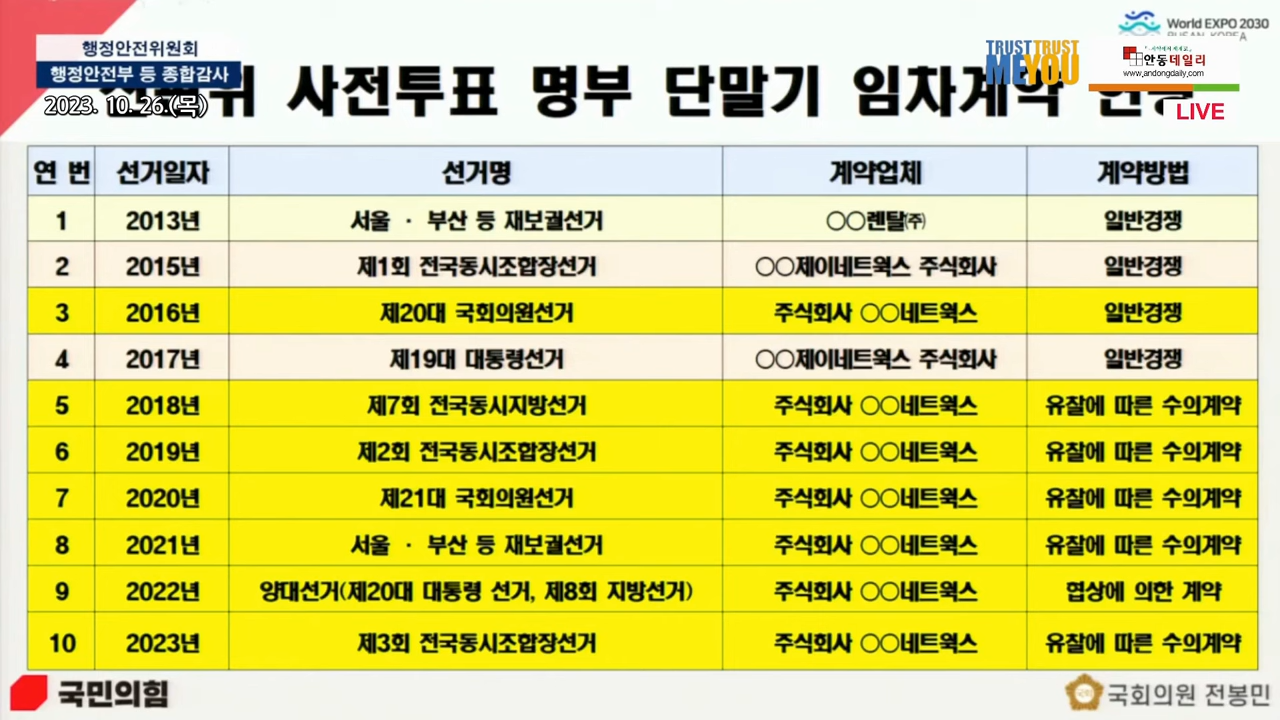 World EXPO 2030
BUSAN, KOREA
행정안전위원회
행정안전부 등 종합감사
2023. 10. 26.(목)
TRUST TRUST
ME YOU
안동데일리
www.andongdaily.com
LIVE
사전투표 명부 단말기 임차계약
연 번 선거일자 선거명 계약업체 계약방법
1 2013년 서울 · 부산 등 재보궐선거 ○○렌탈㈜ 일반경쟁
2 2015년 제1회 전국동시조합장선거 ○○제이네트웍스 주식회사 일반경쟁
3 2016년 제20대 국회의원선거 주식회사 ○○네트웍스 일반경쟁
4 2017년 제19대 대통령선거 ○○제이네트웍스 주식회사 일반경쟁
5 2018년 제7회 전국동시지방선거 주식회사 ○○네트웍스 유찰에 따른 수의계약
6 2019년 제2회 전국동시조합장선거 주식회사 ○○네트웍스 유찰에 따른 수의계약
7 2020년 제21대 국회의원선거 주식회사 ○○네트웍스 유찰에 따른 수의계약
8 2021년 서울 · 부산 등 재보궐선거 주식회사 ○○네트웍스 유찰에 따른 수의계약
9 2022년 양대선거(제20대 대통령 선거, 제8회 지방선거) 주식회사 ○○네트웍스 협상에 의한 계약
10 2023년 제3회 전국동시조합장선거 주식회사 ○○네트웍스 유찰에 따른 수의계약
국민의힘
국회의원 전봉민